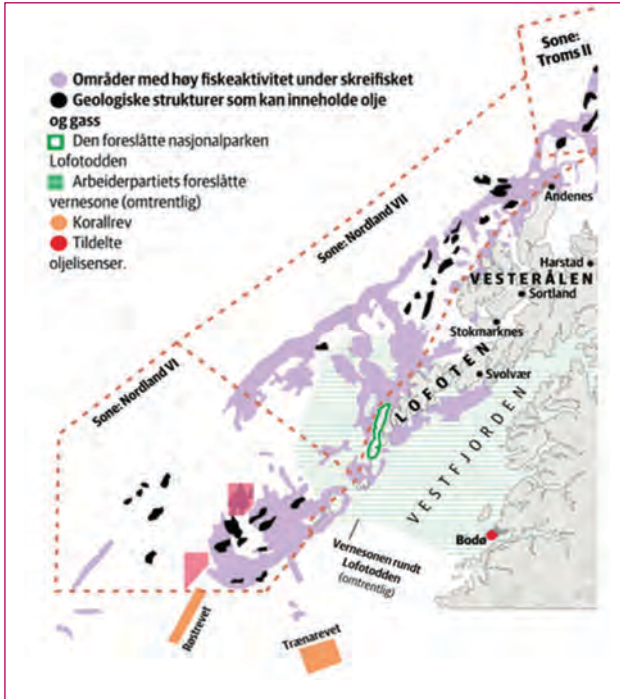 Sone:
Troms II
Områder med høy fiskeaktivitet under skreifisket
Geologiske strukturer som kan inneholde olje
og gass
Den foreslåtte nasjonalparken
Lofotodden
Arbeiderpartiets foreslåtte
vernesone (omtrentlig)
Korallrev
Tildelte
oljelisenser.
Sone: Nordland VII
Andenes
Harstad
VESTERÅLEN
Sortland
Stokmarknes
Sone: Nordland VI
LOFOTEN
Svolvær
VESTFJORDEN
Bodø
Vernesonen rundt
Lofotodden
(omtrentlig)
Røstrevet
Trænarevet